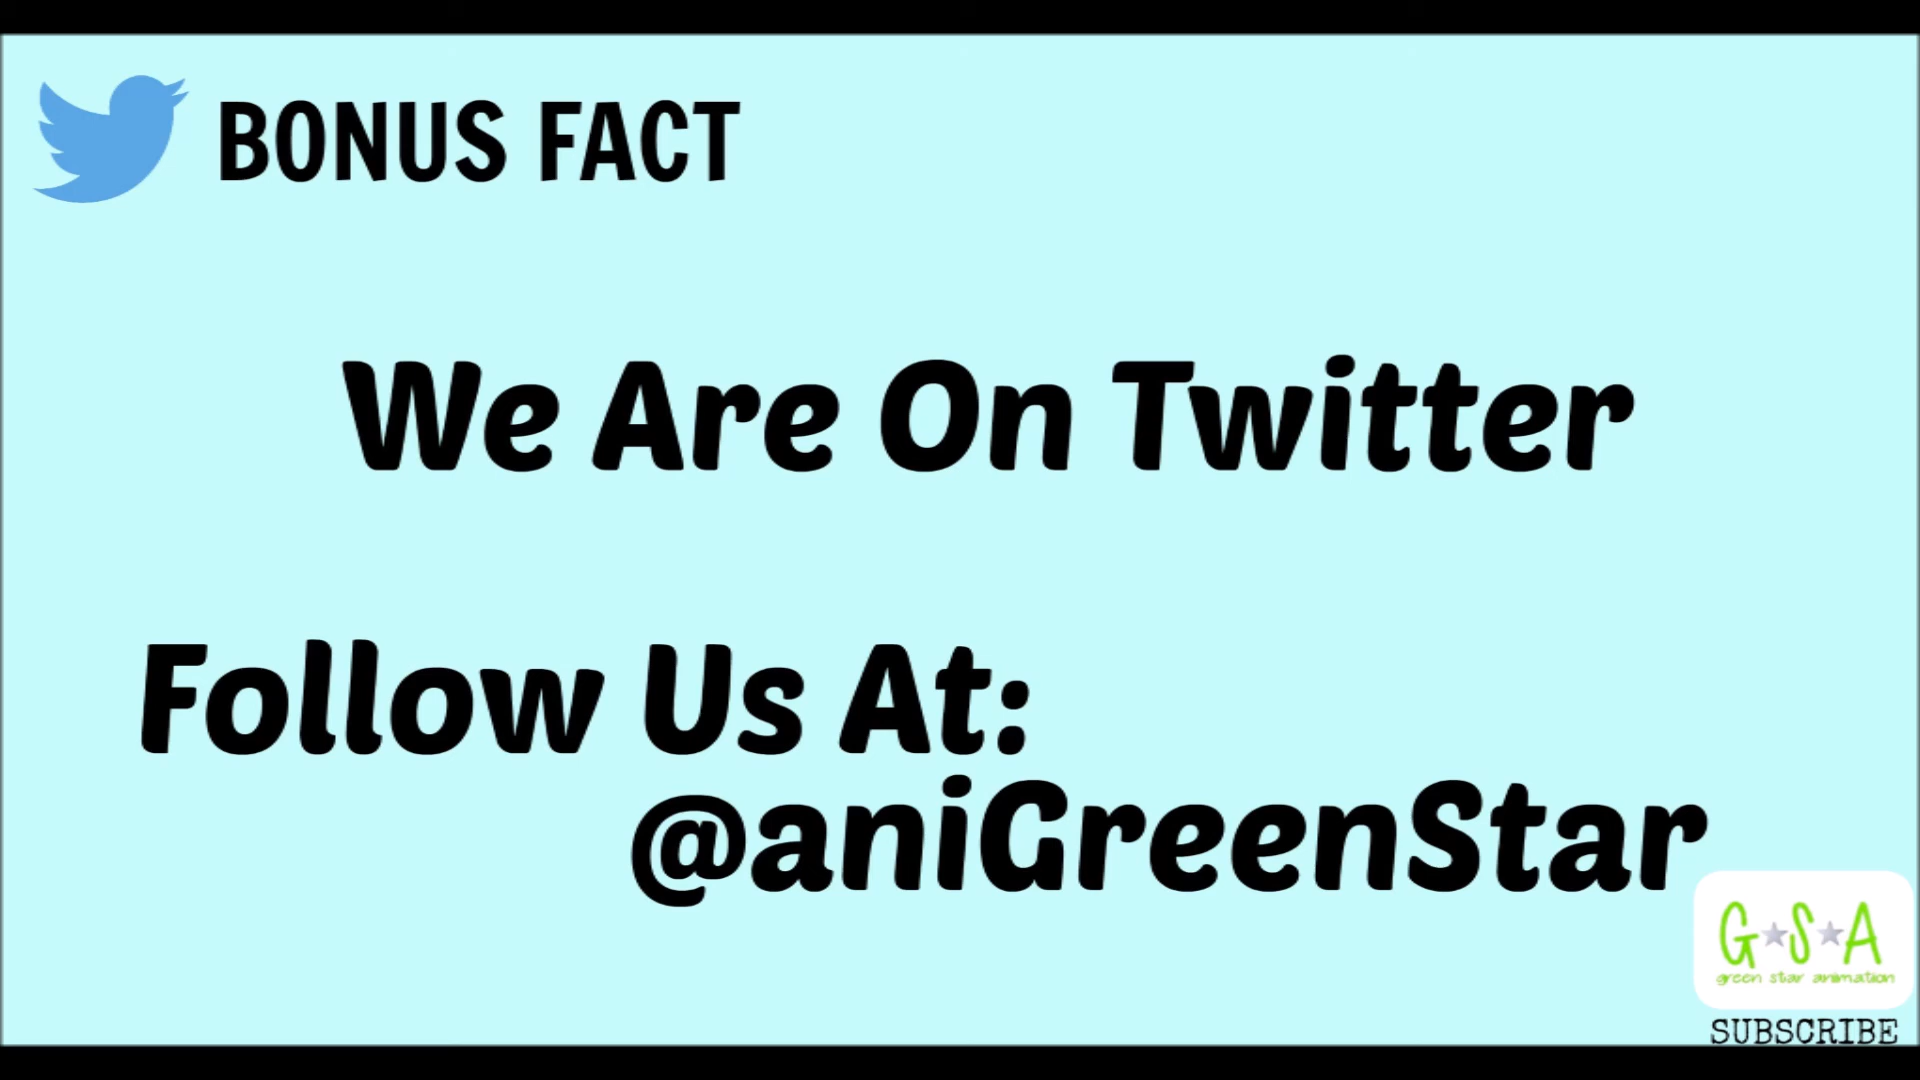 BONUS FACT
We Are On Twitter
Follow Us At:
@aniGreenStar
G★S★A
green star animation
SUBSCRIBE